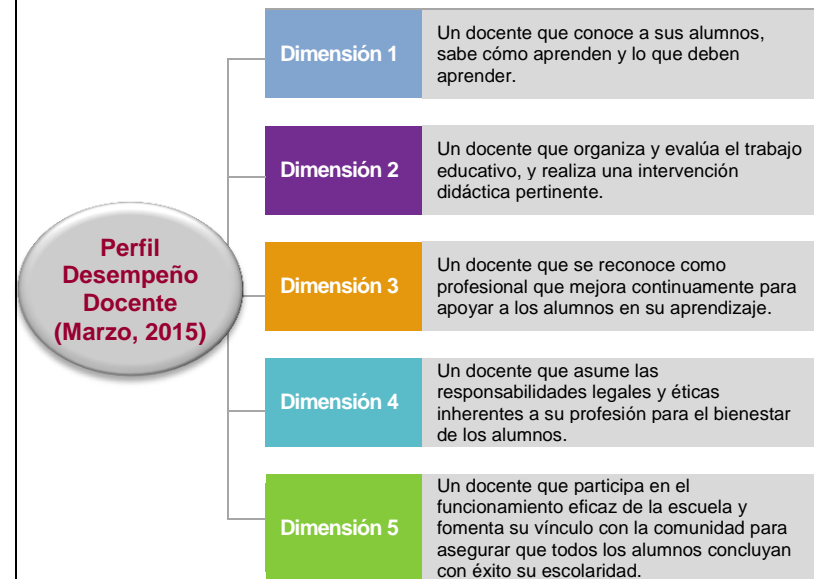 Perfil
Desempeño
Docente
(Marzo, 2015)
Dimensión 1
Un docente que conoce a sus alumnos,
sabe cómo aprenden y lo que deben
aprender.
Dimensión 2
Un docente que organiza y evalúa el trabajo
educativo, y realiza una intervención
didáctica pertinente.
Dimensión 3
Un docente que se reconoce como
profesional que mejora continuamente para
apoyar a los alumnos en su aprendizaje.
Dimensión 4
Un docente que asume las
responsabilidades legales y éticas
inherentes a su profesión para el bienestar
de los alumnos.
Dimensión 5
Un docente que participa en el
funcionamiento eficaz de la escuela y
fomenta su vínculo con la comunidad para
asegurar que todos los alumnos concluyan
con éxito su escolaridad.